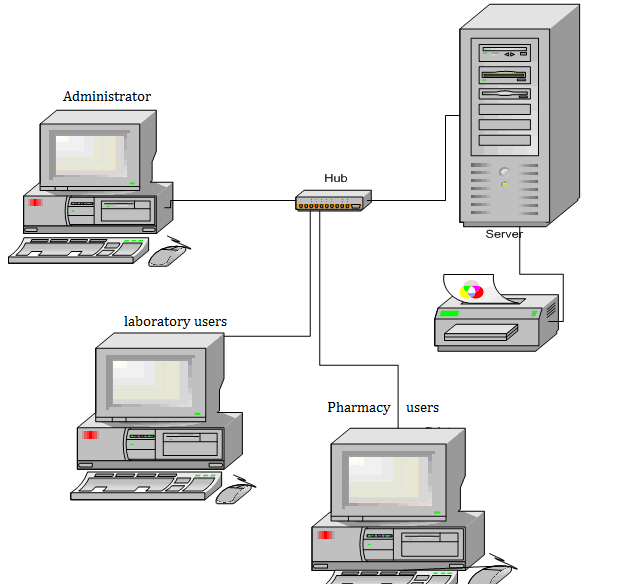 Administrator
Hub
Server
laboratory users
Pharmacy users